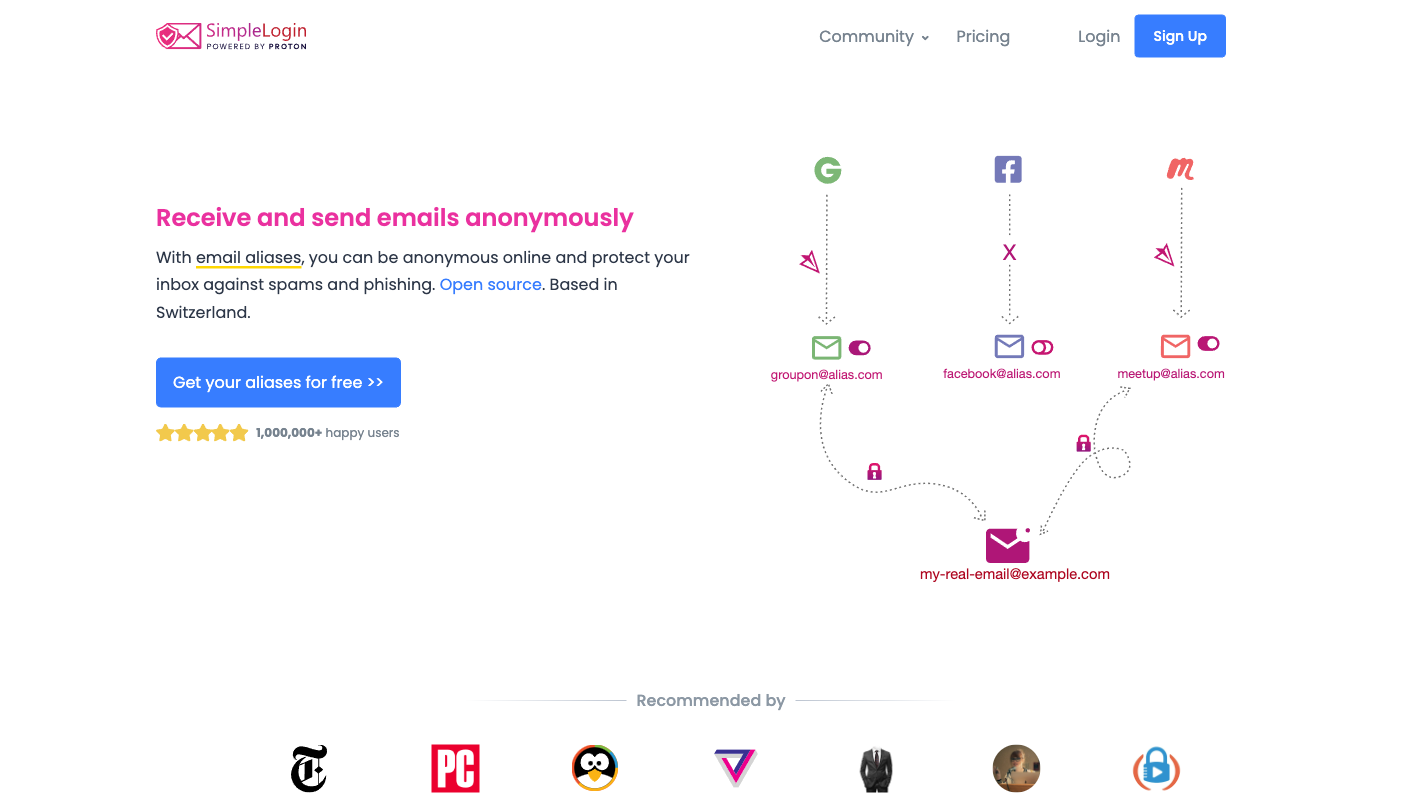 SimpleLogin
POWERED BY PROTON
Community
Pricing
Login
Sign Up
Receive and send emails anonymously
With email aliases, you can be anonymous online and protect your
inbox against spams and phishing. Open source. Based in
Switzerland.
Get your aliases for free >>
1,000,000+ happy users
G
f
m
X
groupon@alias.com
facebook@alias.com
meetup@alias.com
my-real-email@example.com
Recommended by
T
PC